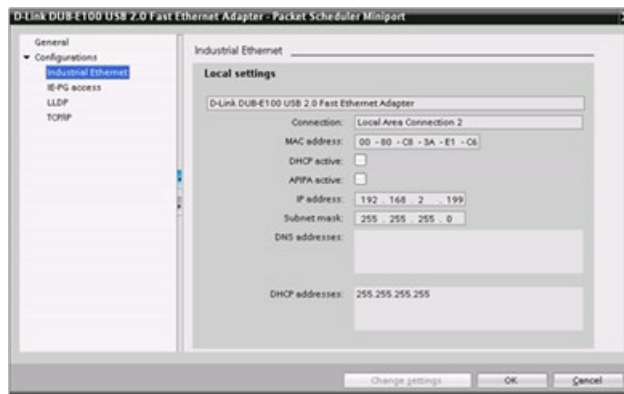 D-Link DUB-E100 USB 2.0 Fast Ethernet Adapter - Packet Scheduler Miniport
General
Configurations
Industrial Ethernet
IE-PG access
LLDP
TCP/IP
Industrial Ethernet
Local settings
D-Link DUB-E100 USB 2.0 Fast Ethernet Adapter
Connection: Local Area Connection 2
MAC address: 00 - 80 - C8 - 3A - E1 - C6
DHCP active:
APIPA active:
IP address: 192 . 168 . 2 . 199
Subnet mask: 255 . 255 . 255 . 0
DNS addresses:
DHCP addresses: 255.255.255.255
Change settings
OK
Cancel